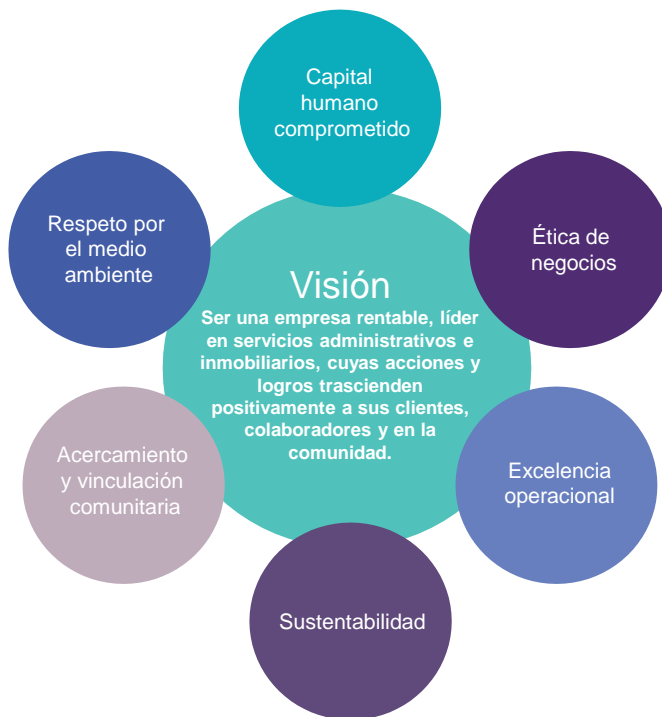 Capital
humano
comprometido
Ética de
negocios
Excelencia
operacional
Sustentabilidad
Acercamiento
y vinculación
comunitaria
Respeto por
el medio
ambiente
Visión
Ser una empresa rentable, líder
en servicios administrativos e
inmobiliarios, cuyas acciones y
logros trascienden
positivamente a sus clientes,
colaboradores y en la
comunidad.